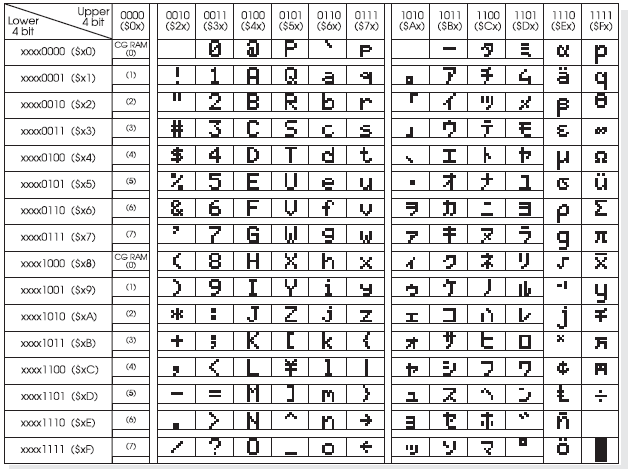 Upper 4 bit
Lower 4 bit
0000 ($0x) 0010 ($2x) 0011 ($3x) 0100 ($4x) 0101 ($5x) 0110 ($6x) 0111 ($7x) 1010 ($Ax) 1011 ($Bx) 1100 ($Cx) 1101 ($Dx) 1110 ($Ex) 1111 ($Fx)
xxxx0000 ($x0) CG RAM (0) 0 @ P ` p ー タ ミ α p
xxxx0001 ($x1) (1) ! 1 A Q a q 。 ア チ ム ä q
xxxx0010 ($x2) (2) " 2 B R b r 「 イ ツ メ β θ
xxxx0011 ($x3) (3) # 3 C S c s 」 ウ テ モ ε ∞
xxxx0100 ($x4) (4) $ 4 D T d t 、 エ ト ヤ μ Ω
xxxx0101 ($x5) (5) % 5 E U e u ・ オ ナ ユ σ ü
xxxx0110 ($x6) (6) & 6 F V f v ヲ カ ニ ヨ ρ Σ
xxxx0111 ($x7) (7) ' 7 G W g w ァ キ ヌ ラ g π
xxxx1000 ($x8) CG RAM (0) ( 8 H X h x ィ ク ネ リ √ x̄
xxxx1001 ($x9) (1) ) 9 I Y i y ゥ ケ ノ ル ⁻¹ y
xxxx1010 ($xA) (2) * : J Z j z ェ コ ハ レ j 千
xxxx1011 ($xB) (3) + ; K [ k { ォ サ ヒ ロ × 万
xxxx1100 ($xC) (4) , < L ¥ l | ャ シ フ ワ ¢ 円
xxxx1101 ($xD) (5) - = M ] m } ュ ス ヘ ン Ł ÷
xxxx1110 ($xE) (6) . > N ^ n → ョ セ ホ ゛ ñ
xxxx1111 ($xF) (7) / ? O _ o ← ッ ソ マ ゜ ö █